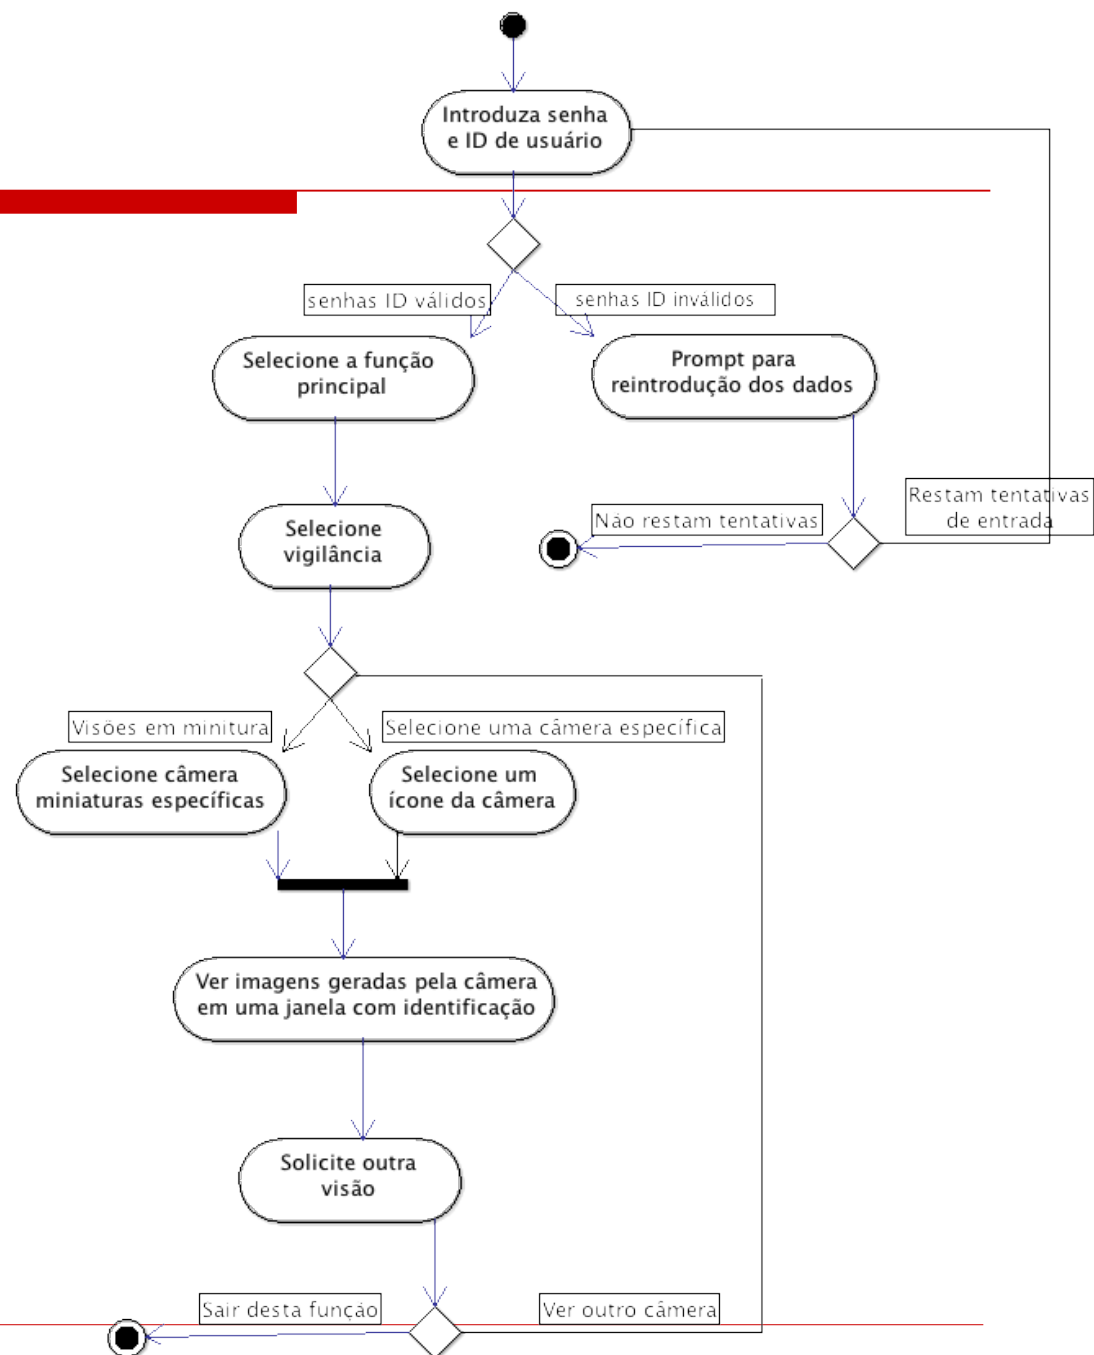 Introduza senha
e ID de usuário
senhas ID válidos
senhas ID inválidos
Selecione a função
principal
Prompt para
reintrodução dos dados
Selecione
vigilância
Não restam tentativas
Restam tentativas
de entrada
Visões em minitura
Selecione uma câmera específica
Selecione câmera
miniaturas específicas
Selecione um
ícone da câmera
Ver imagens geradas pela câmera
em uma janela com identificação
Solicite outra
visão
Sair desta função
Ver outro câmera